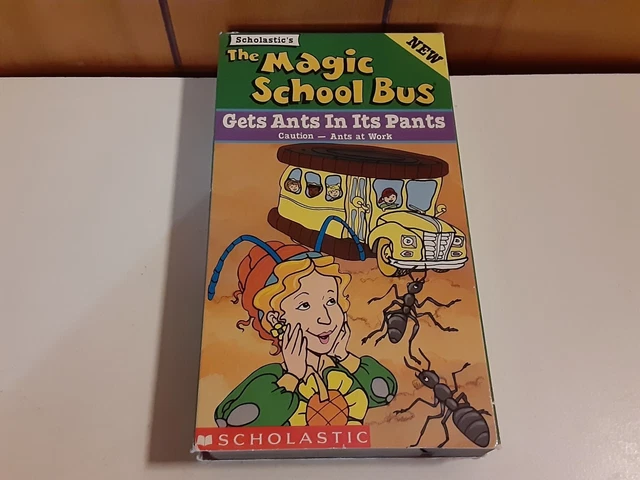 Scholastic's
NEW
The Magic
School Bus
Gets Ants In Its Pants
Caution — Ants at Work
SCHOLASTIC